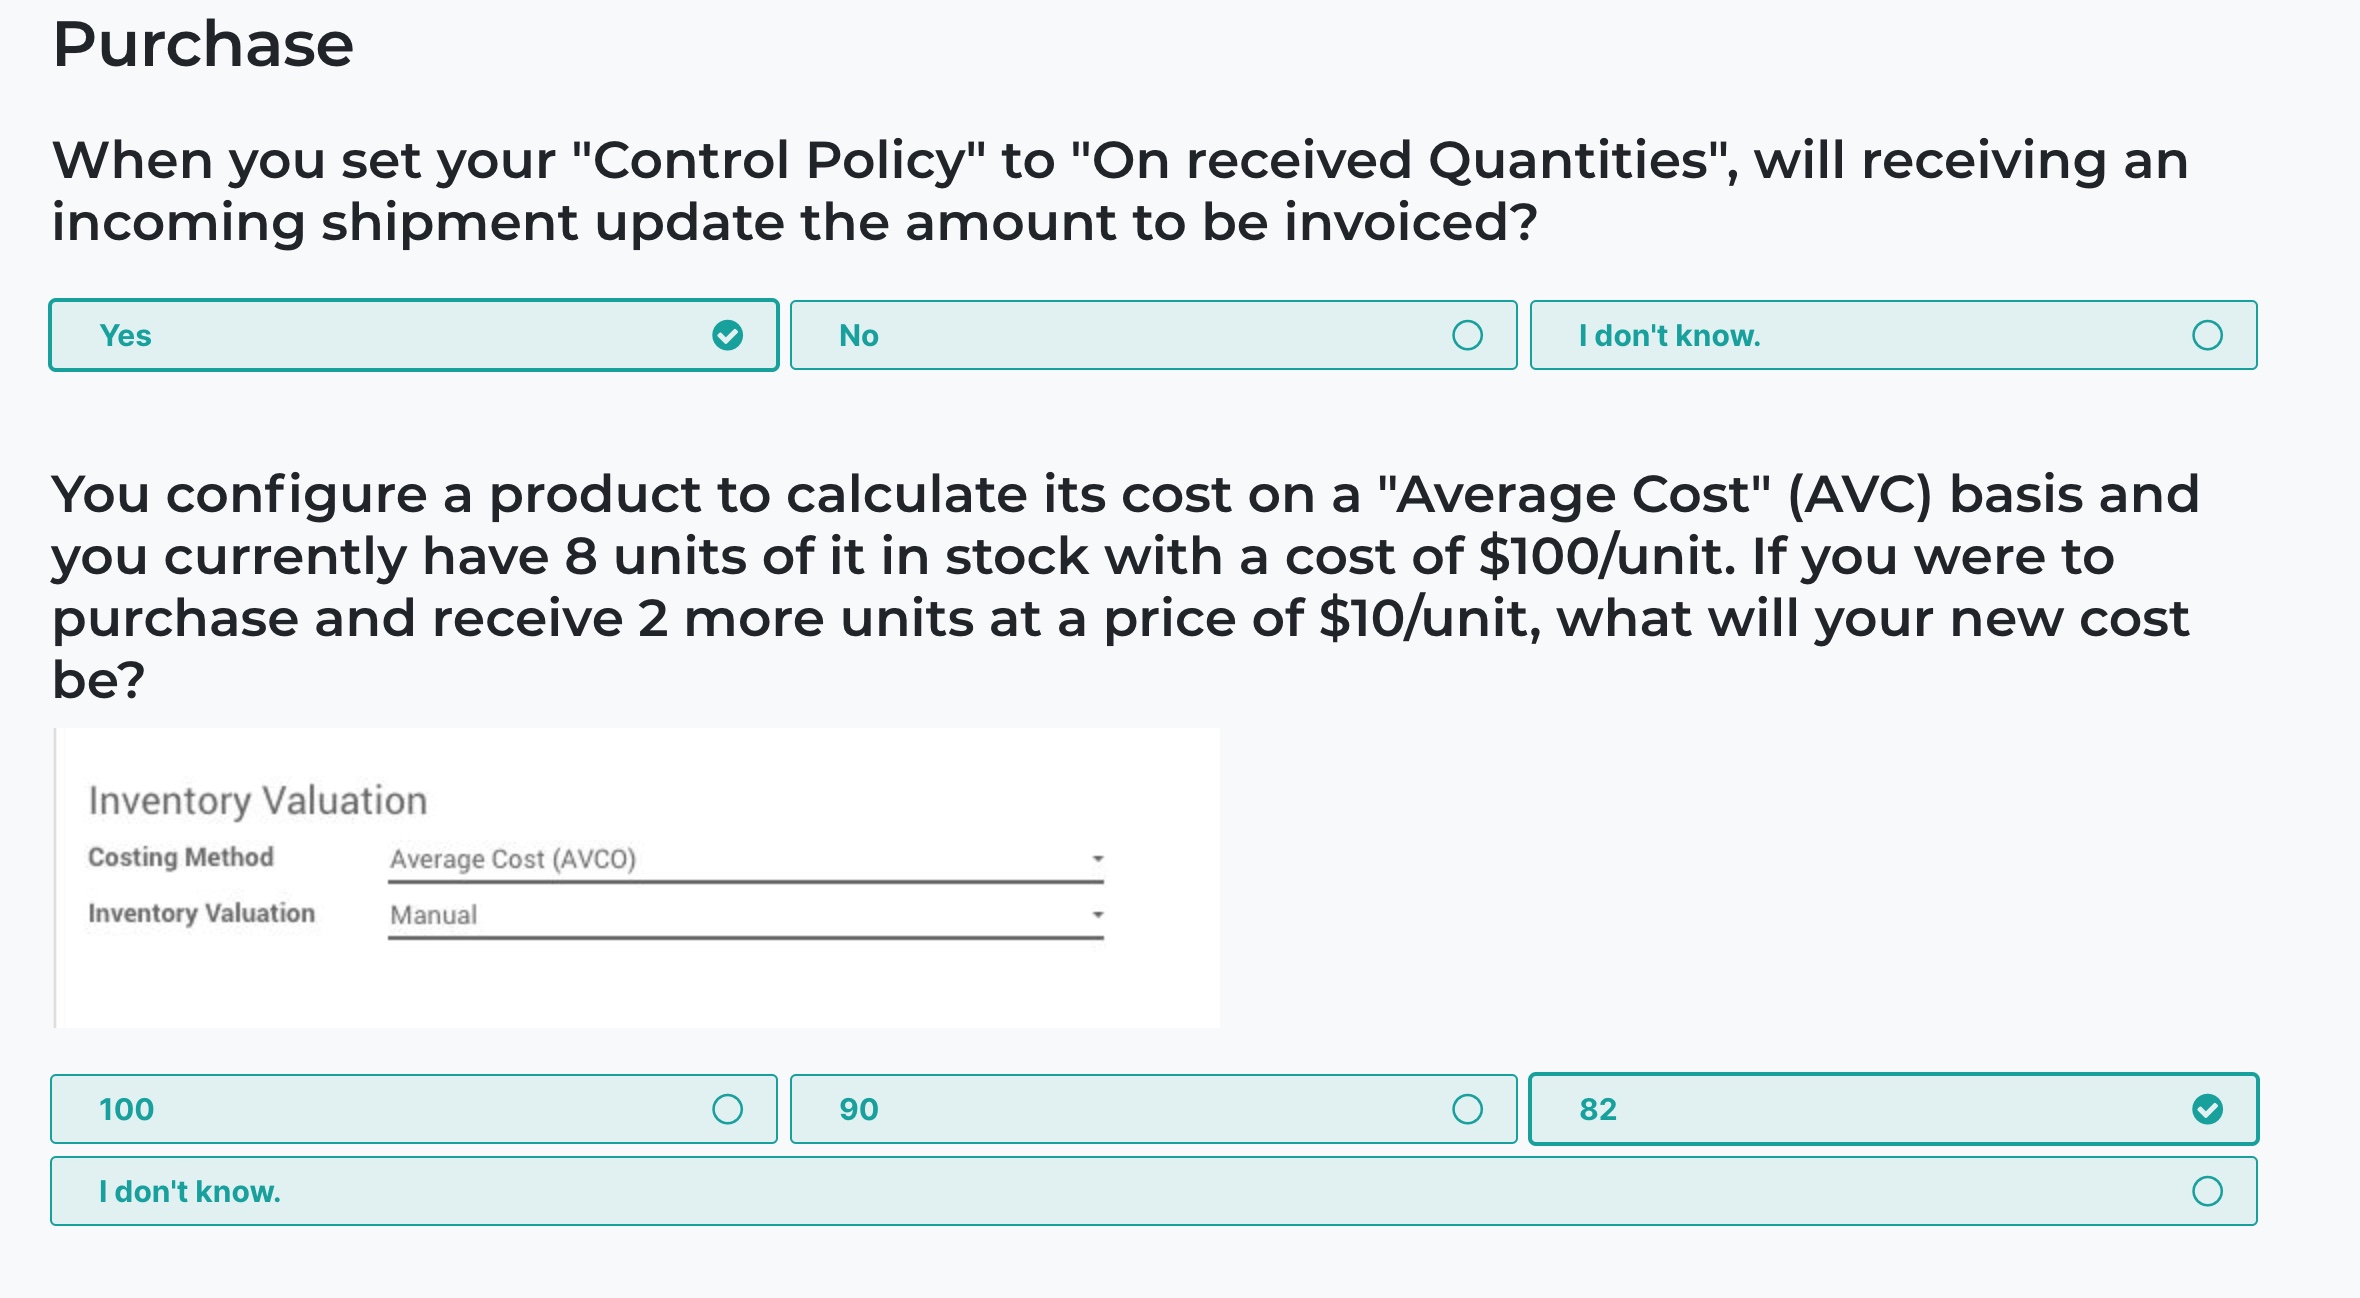 Purchase
When you set your "Control Policy" to "On received Quantities", will receiving an
incoming shipment update the amount to be invoiced?
Yes
No
I don't know.
You configure a product to calculate its cost on a "Average Cost" (AVC) basis and
you currently have 8 units of it in stock with a cost of $100/unit. If you were to
purchase and receive 2 more units at a price of $10/unit, what will your new cost
be?
Inventory Valuation
Costing Method
Average Cost (AVCO)
Inventory Valuation
Manual
100
90
82
I don't know.